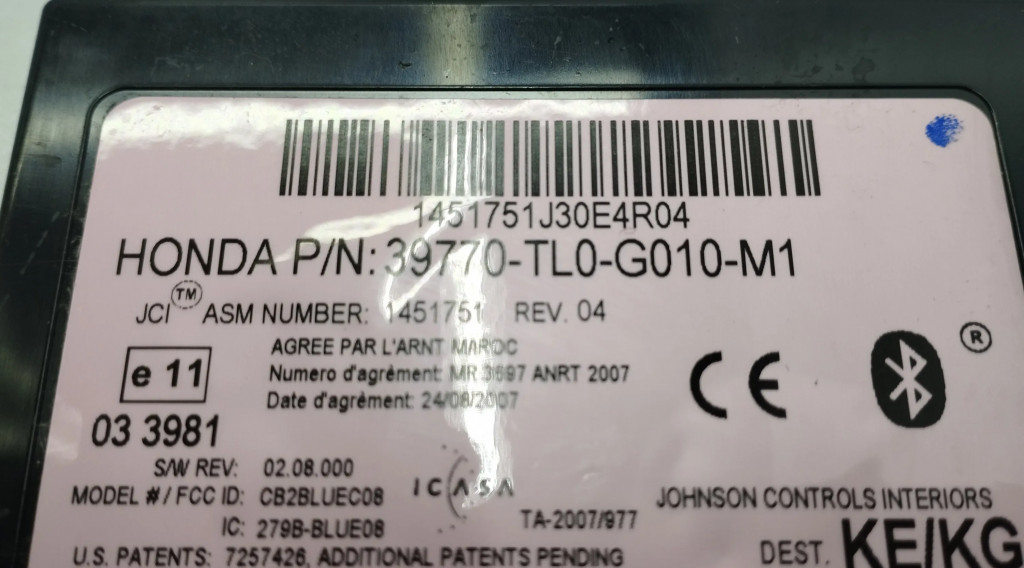 1451751J30E4R04
HONDA P/N: 39770-TL0-G010-M1
JCI TM ASM NUMBER: 1451751 REV. 04
AGREE PAR L'ARNT MAROC
Numero d'agrément: MR 3697 ANRT 2007
Date d'agrèment: 24/08/2007
e 11
CE
®
03 3981
S/W REV: 02.08.000
ICASA
MODEL # / FCC ID: CB2BLUEC08
JOHNSON CONTROLS INTERIORS
IC: 279B-BLUE08
TA-2007/977
U.S. PATENTS: 7257426, ADDITIONAL PATENTS PENDING
DEST. KE/KG